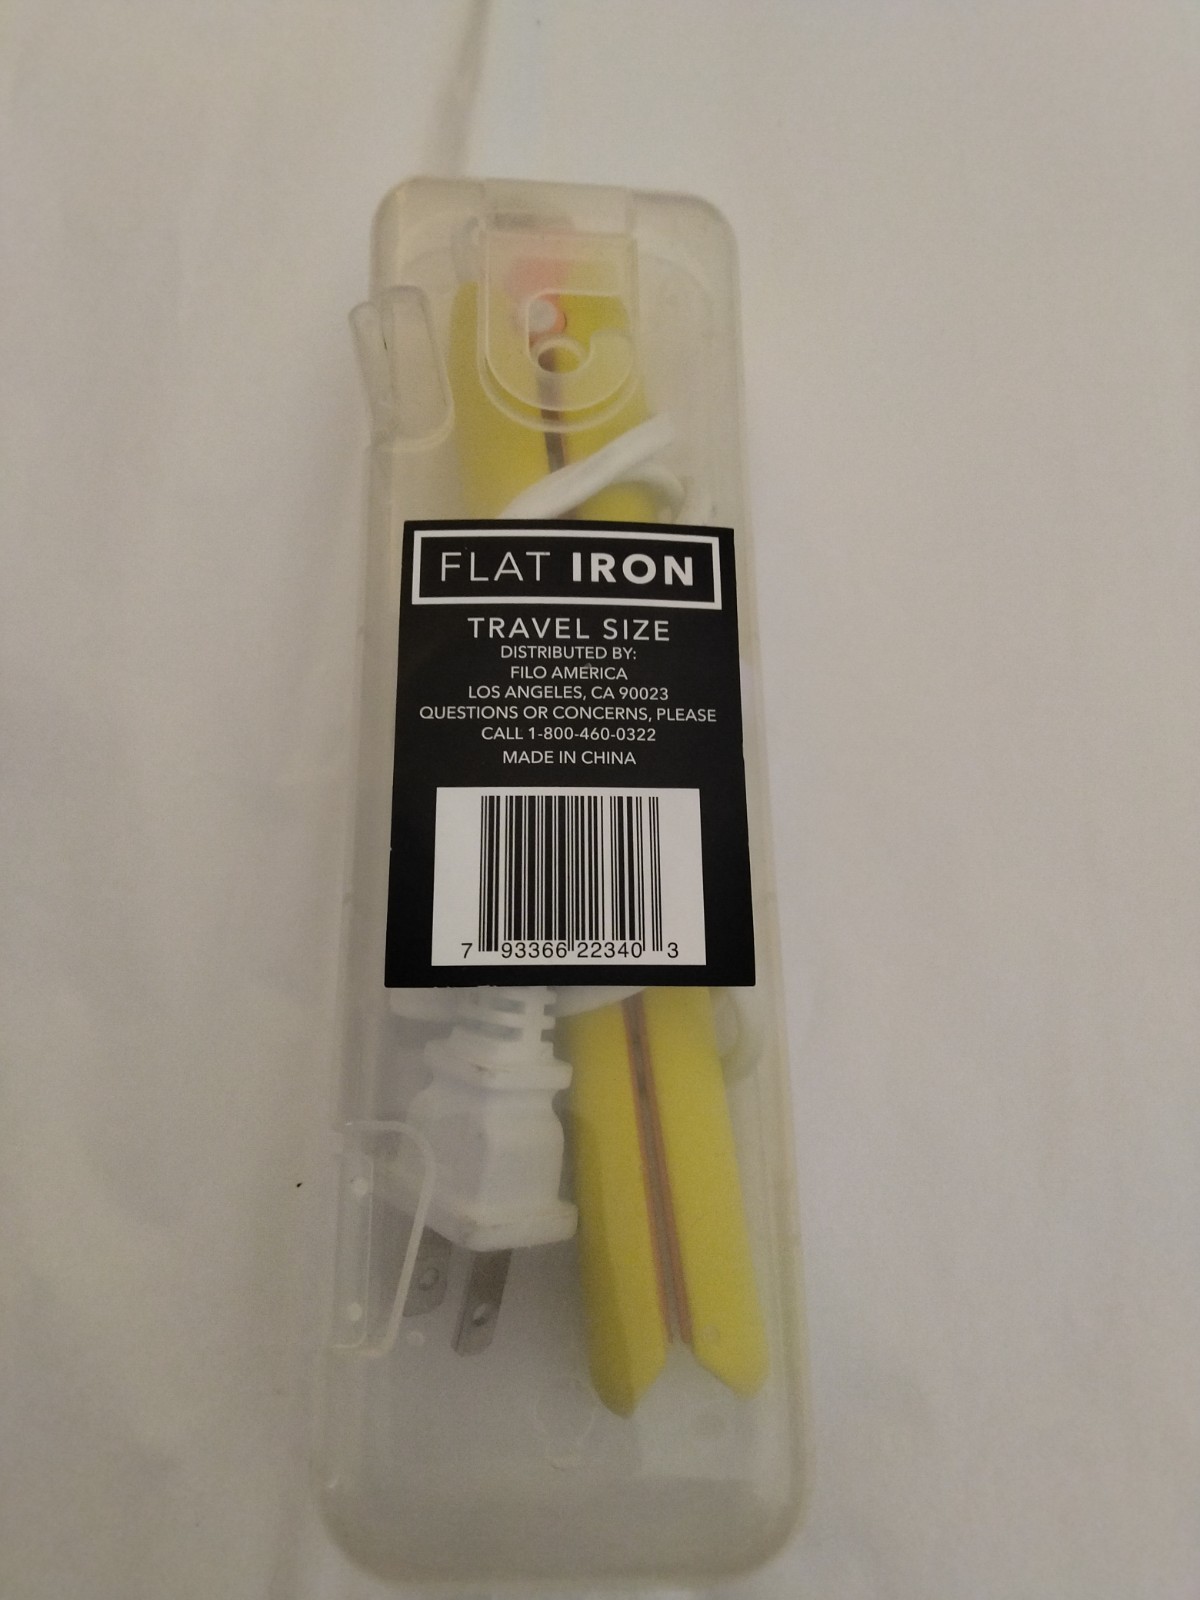 FLAT IRON
TRAVEL SIZE
DISTRIBUTED BY:
FILO AMERICA
LOS ANGELES, CA 90023
QUESTIONS OR CONCERNS, PLEASE
CALL 1-800-460-0322
MADE IN CHINA
7 93366 22340 3